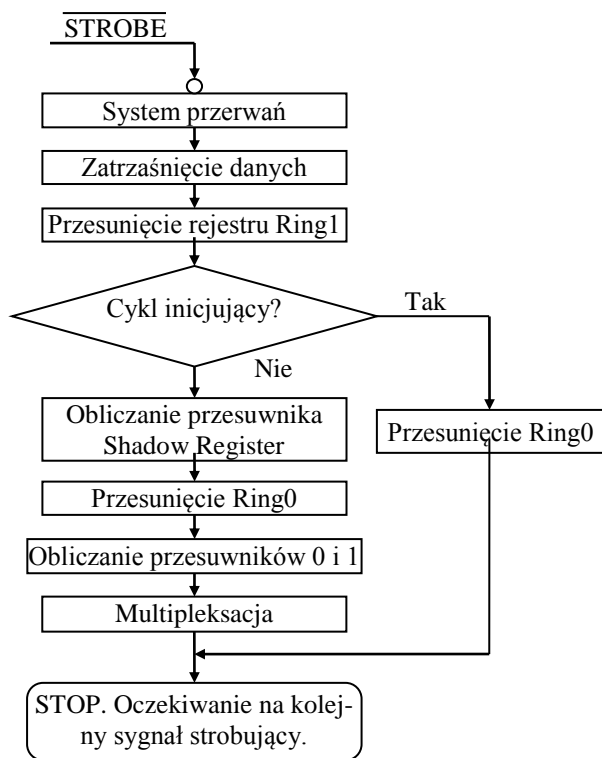 STROBE
System przerwań
Zatrzaśnięcie danych
Przesunięcie rejestru Ring1
Cykl inicjujący?
Tak
Nie
Obliczanie przesuwnika
Shadow Register
Przesunięcie Ring0
Przesunięcie Ring0
Obliczanie przesuwników 0 i 1
Multipleksacja
STOP. Oczekiwanie na kolej-
ny sygnał strobujący.